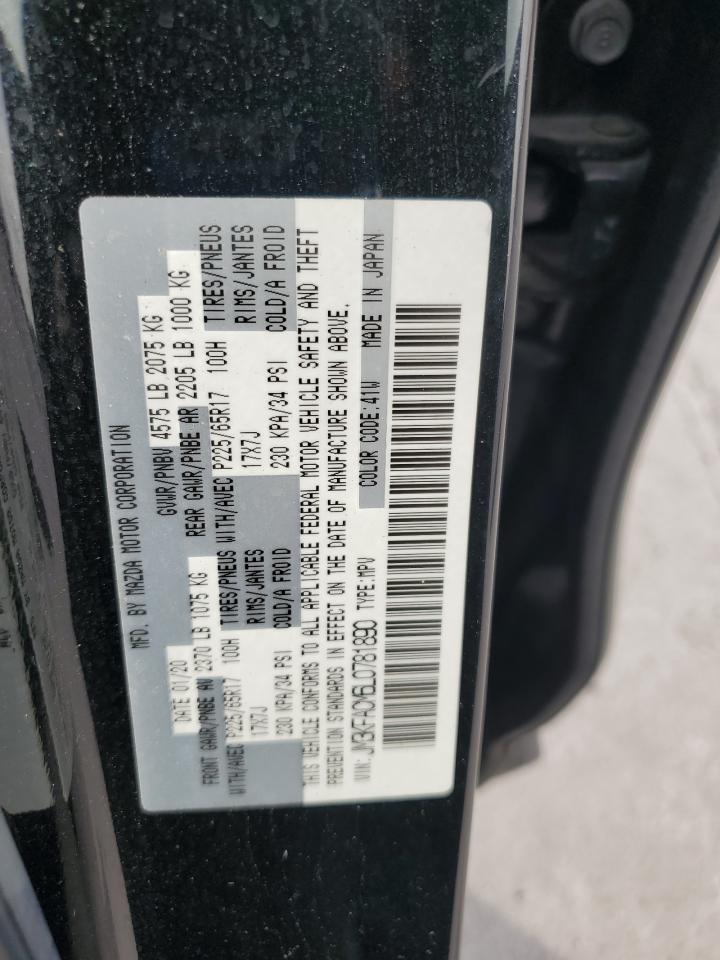 MFD. BY MAZDA MOTOR CORPORATION
DATE 01/20 GVWR/PNBV 4575 LB 2075 KG
FRONT GAWR/PNBE AV 2370 LB 1075 KG REAR GAWR/PNBE AR 2205 LB 1000 KG
WITH/AVEC P225/65R17 100H TIRES/PNEUS WITH/AVEC P225/65R17 100H TIRES/PNEUS
17X7J RIMS/JANTES 17X7J RIMS/JANTES
230 KPA/34 PSI COLD/A FROID 230 KPA/34 PSI COLD/A FROID
THIS VEHICLE CONFORMS TO ALL APPLICABLE FEDERAL MOTOR VEHICLE SAFETY AND THEFT
PREVENTION STANDARDS IN EFFECT ON THE DATE OF MANUFACTURE SHOWN ABOVE.
VIN: JM3KFACM6L0781890 TYPE:MPV COLOR CODE:41W MADE IN JAPAN